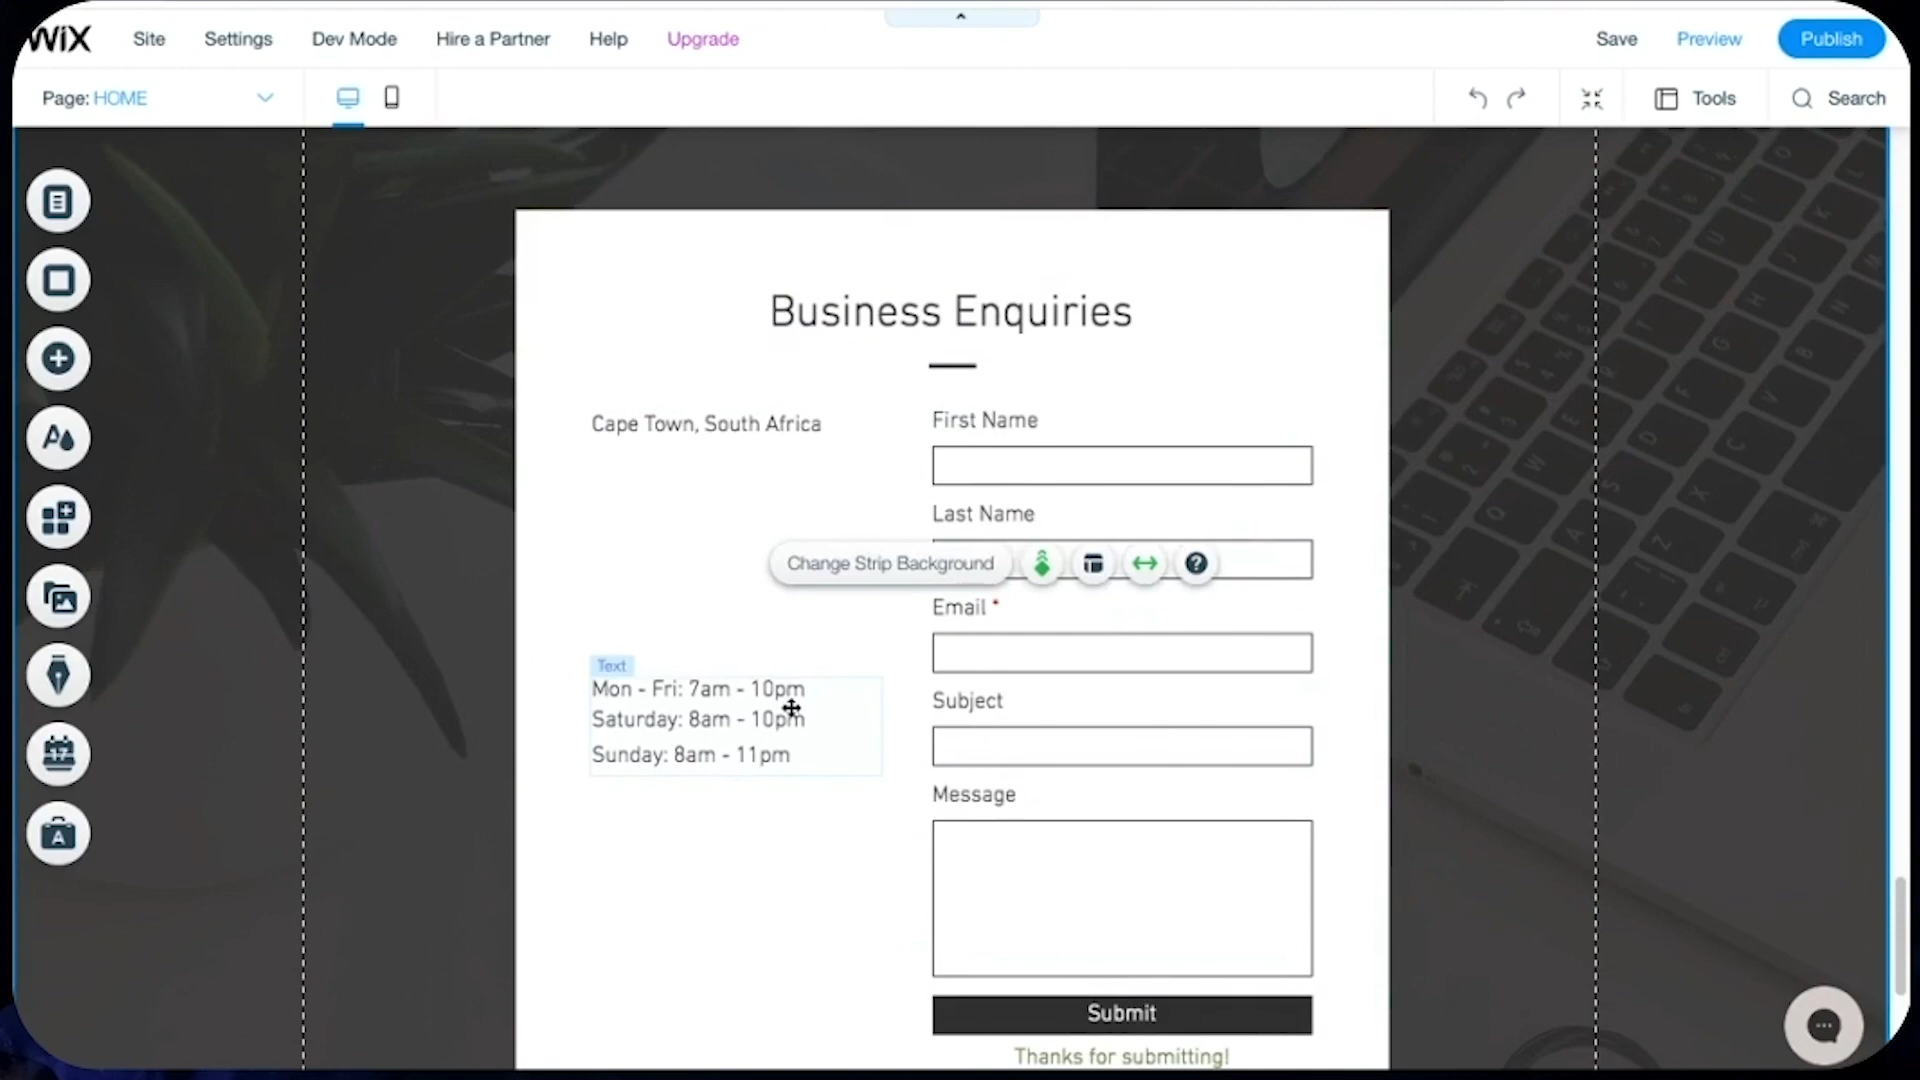 WiX
Site
Settings
Dev Mode
Hire a Partner
Help
Upgrade
Save
Preview
Publish
Page: HOME
Tools
Search
Business Enquiries
Cape Town, South Africa
First Name
Last Name
Change Strip Background
?
Email *
Text
Mon - Fri: 7am - 10pm
Saturday: 8am - 10pm
Sunday: 8am - 11pm
Subject
Message
Submit
Thanks for submitting!
A
17
A